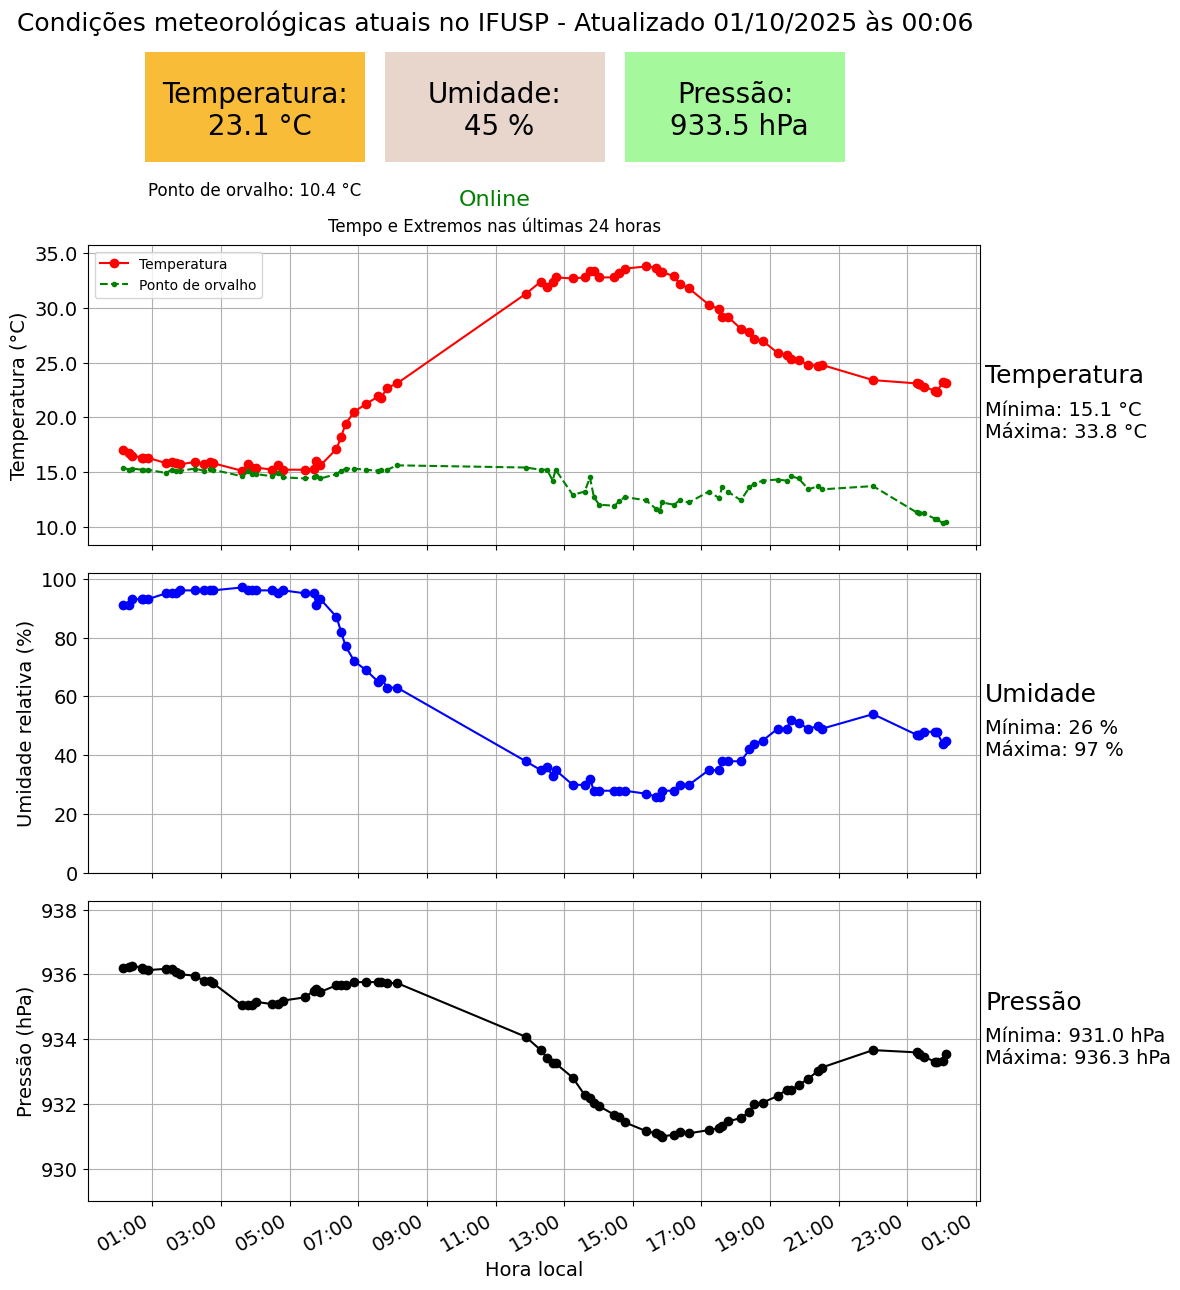 Condições meteorológicas atuais no IFUSP - Atualizado 01/10/2025 às 00:06
Temperatura:
23.1 °C
Umidade:
45 %
Pressão:
933.5 hPa
Ponto de orvalho: 10.4 °C
Online
Tempo e Extremos nas últimas 24 horas
Temperatura
Ponto de orvalho
Temperatura (°C)
35.0
30.0
25.0
20.0
15.0
10.0
Temperatura
Mínima: 15.1 °C
Máxima: 33.8 °C
Umidade relativa (%)
100
80
60
40
20
0
Umidade
Mínima: 26 %
Máxima: 97 %
Pressão (hPa)
938
936
934
932
930
Pressão
Mínima: 931.0 hPa
Máxima: 936.3 hPa
01:00 03:00 05:00 07:00 09:00 11:00 13:00 15:00 17:00 19:00 21:00 23:00 01:00
Hora local